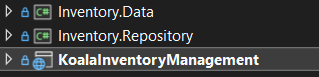 C# Inventory.Data
C# Inventory.Repository
KoalaInventoryManagement